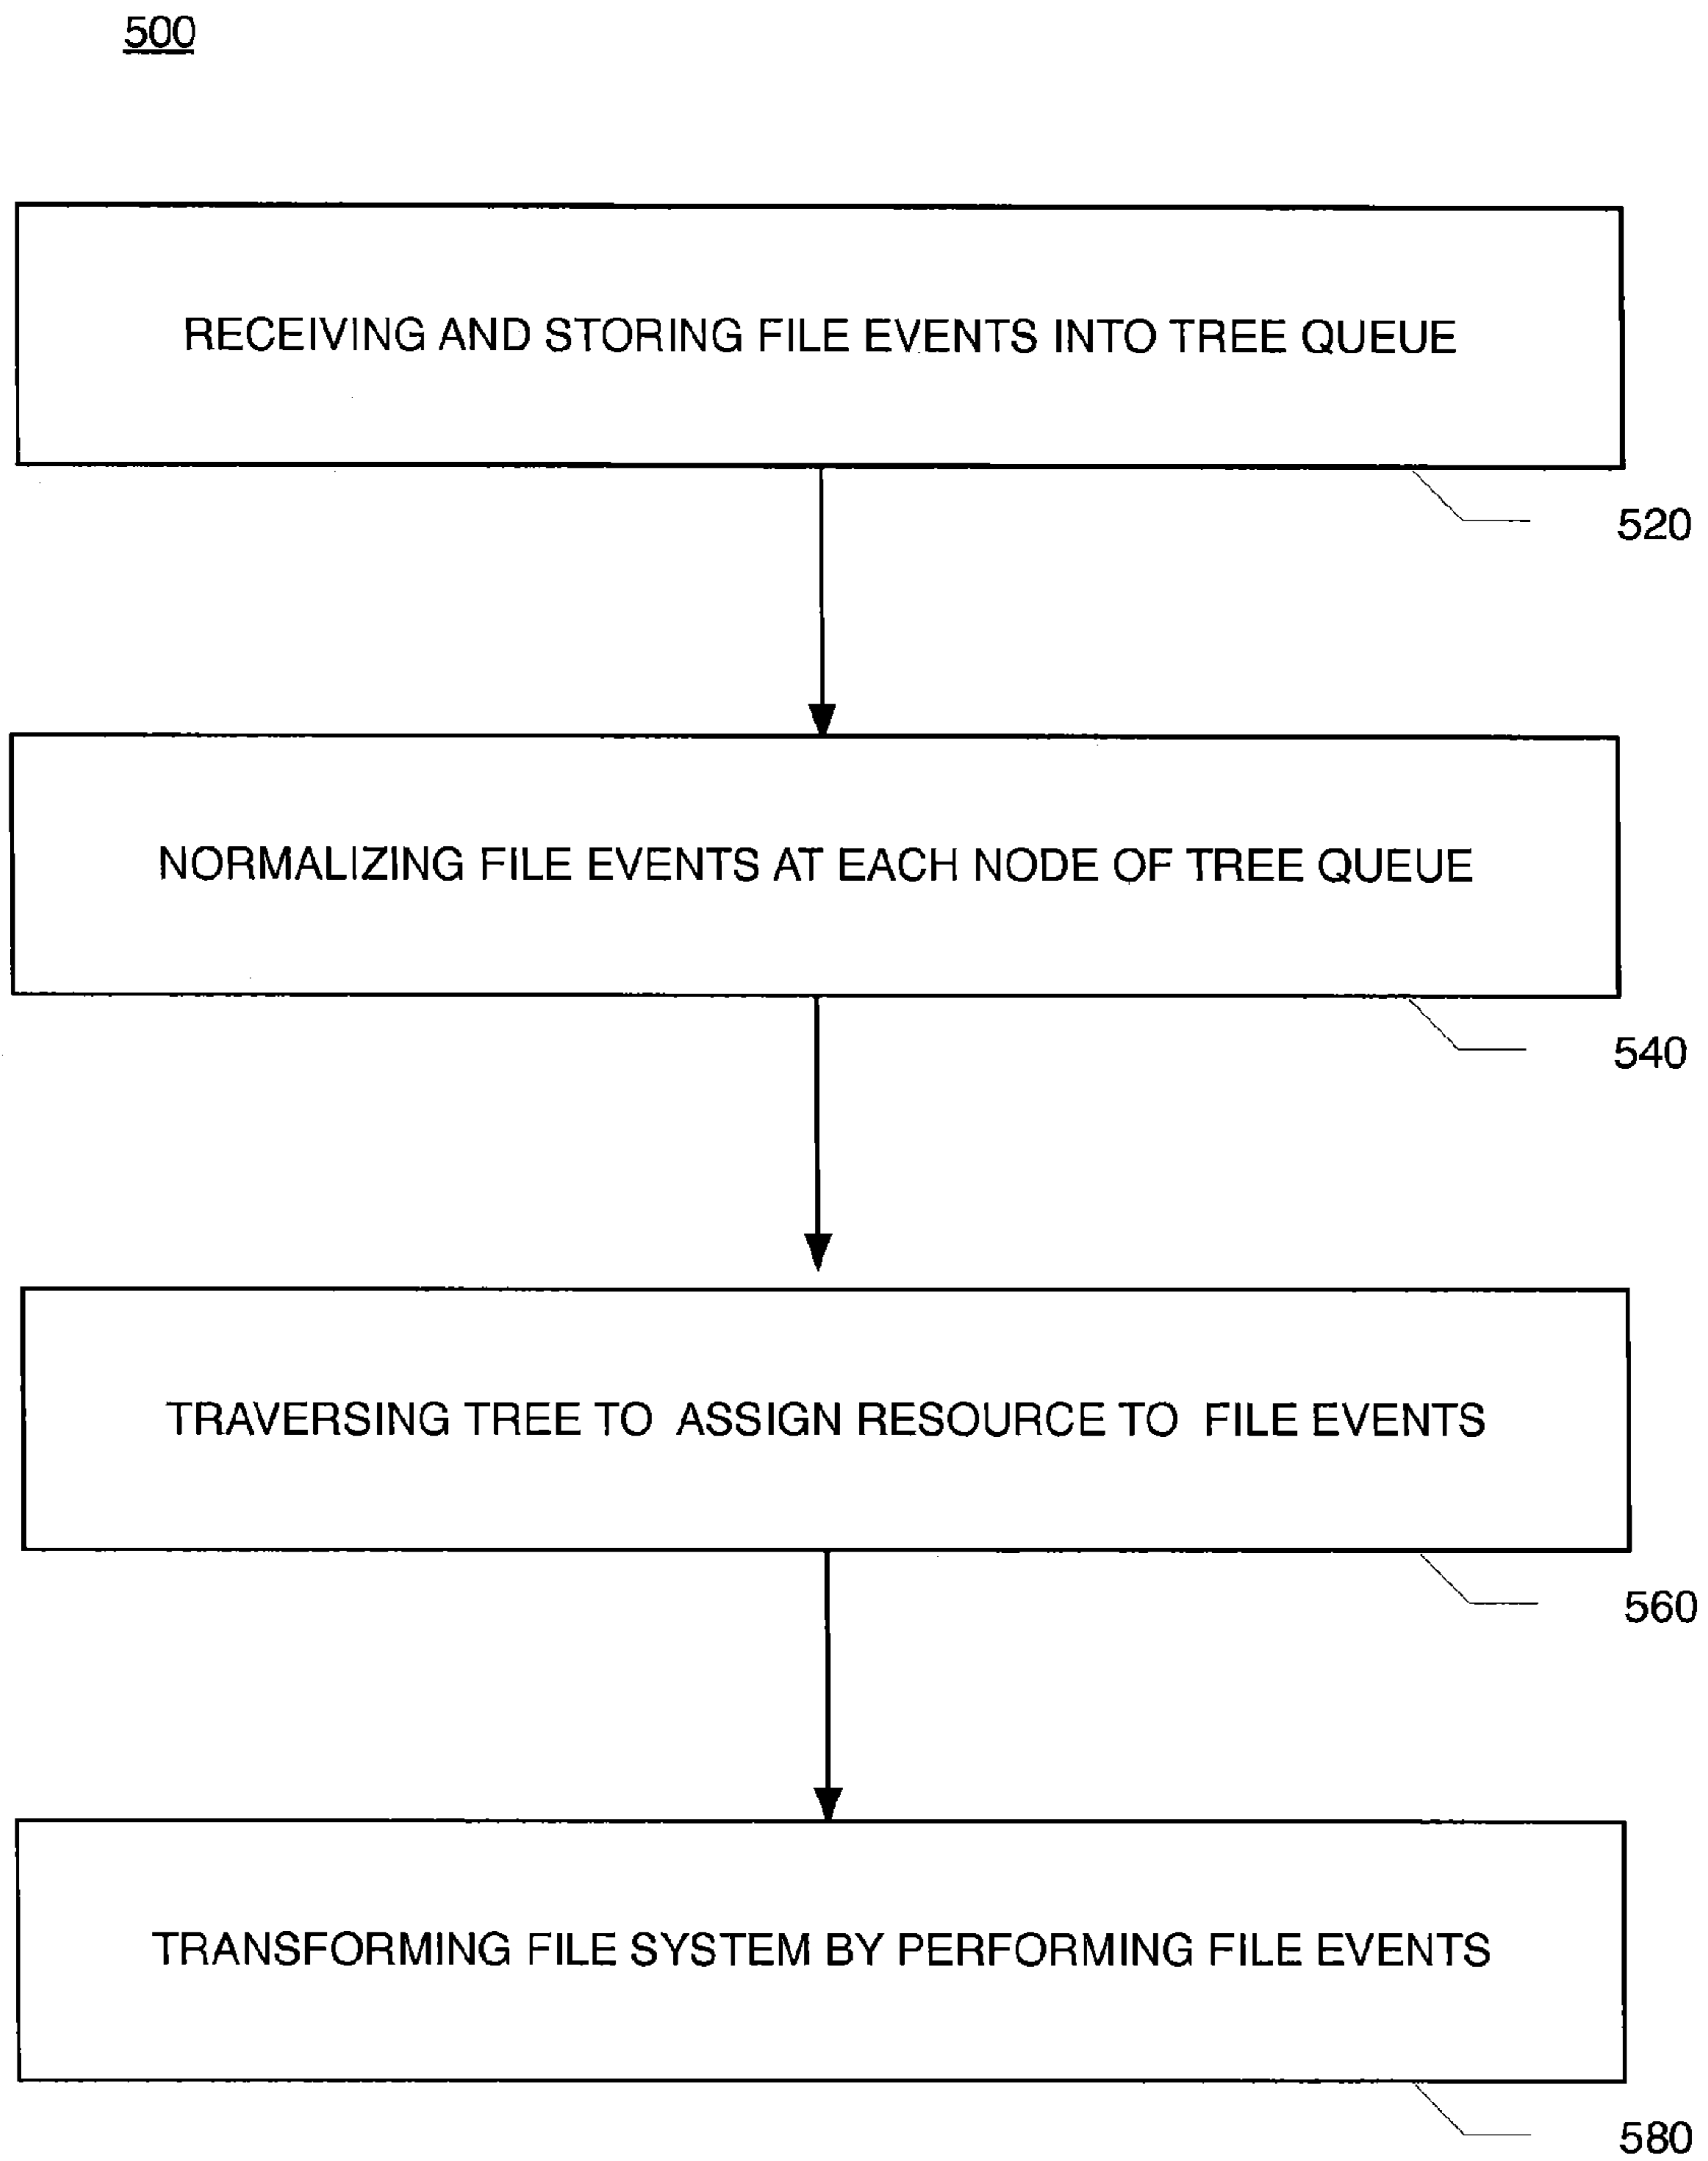 500
RECEIVING AND STORING FILE EVENTS INTO TREE QUEUE
520
NORMALIZING FILE EVENTS AT EACH NODE OF TREE QUEUE
540
TRAVERSING TREE TO ASSIGN RESOURCE TO FILE EVENTS
560
TRANSFORMING FILE SYSTEM BY PERFORMING FILE EVENTS
580